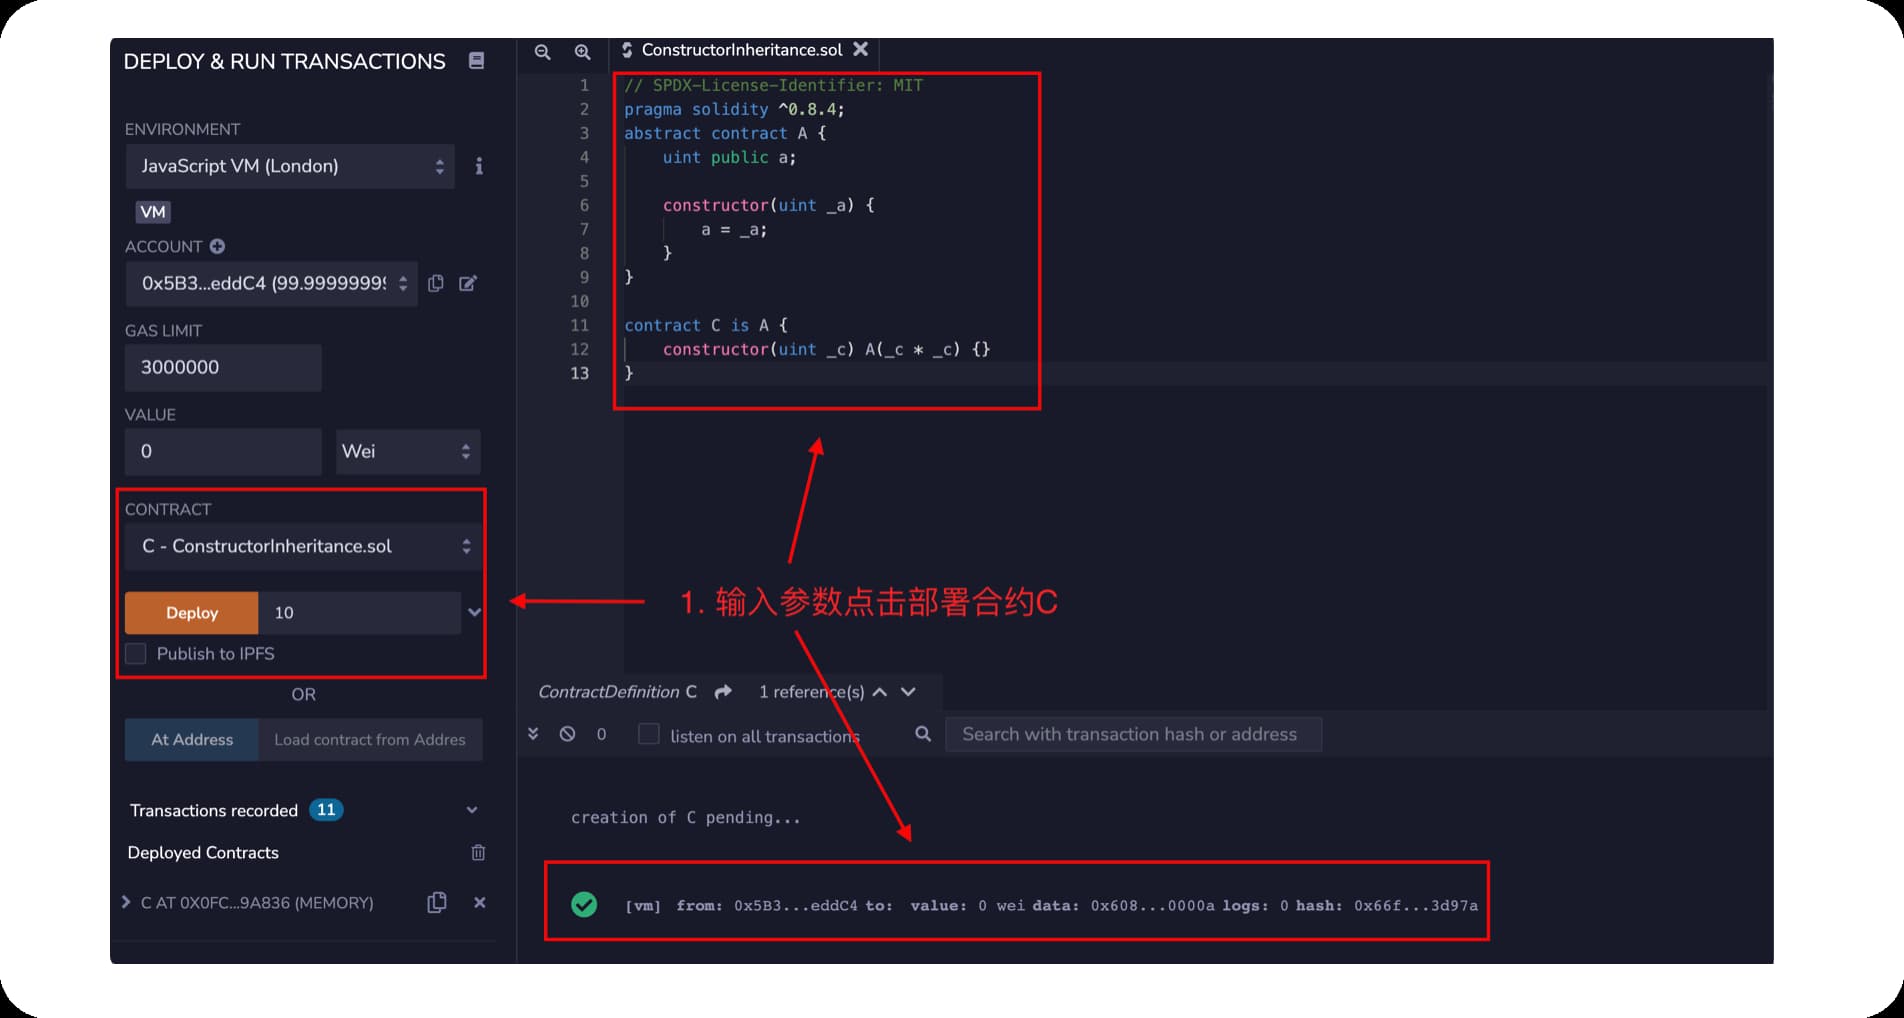 DEPLOY & RUN TRANSACTIONS
ENVIRONMENT
JavaScript VM (London)
VM
ACCOUNT
0x5B3...eddC4 (99.9999999
GAS LIMIT
3000000
VALUE
0
Wei
CONTRACT
C - ConstructorInheritance.sol
Deploy
10
Publish to IPFS
OR
At Address
Load contract from Addres
Transactions recorded 11
Deployed Contracts
C AT 0X0FC...9A836 (MEMORY)
ConstructorInheritance.sol
1 // SPDX-License-Identifier: MIT
2 pragma solidity ^0.8.4;
3 abstract contract A {
4 uint public a;
5
6 constructor(uint _a) {
7 a = _a;
8 }
9 }
10
11 contract C is A {
12 constructor(uint _c) A(_c * _c) {}
13 }
1. 输入参数点击部署合约C
ContractDefinition C 1 reference(s)
0 listen on all transactions Search with transaction hash or address
creation of C pending...
[vm] from: 0x5B3...eddC4 to: value: 0 wei data: 0x608...0000a logs: 0 hash: 0x66f...3d97a